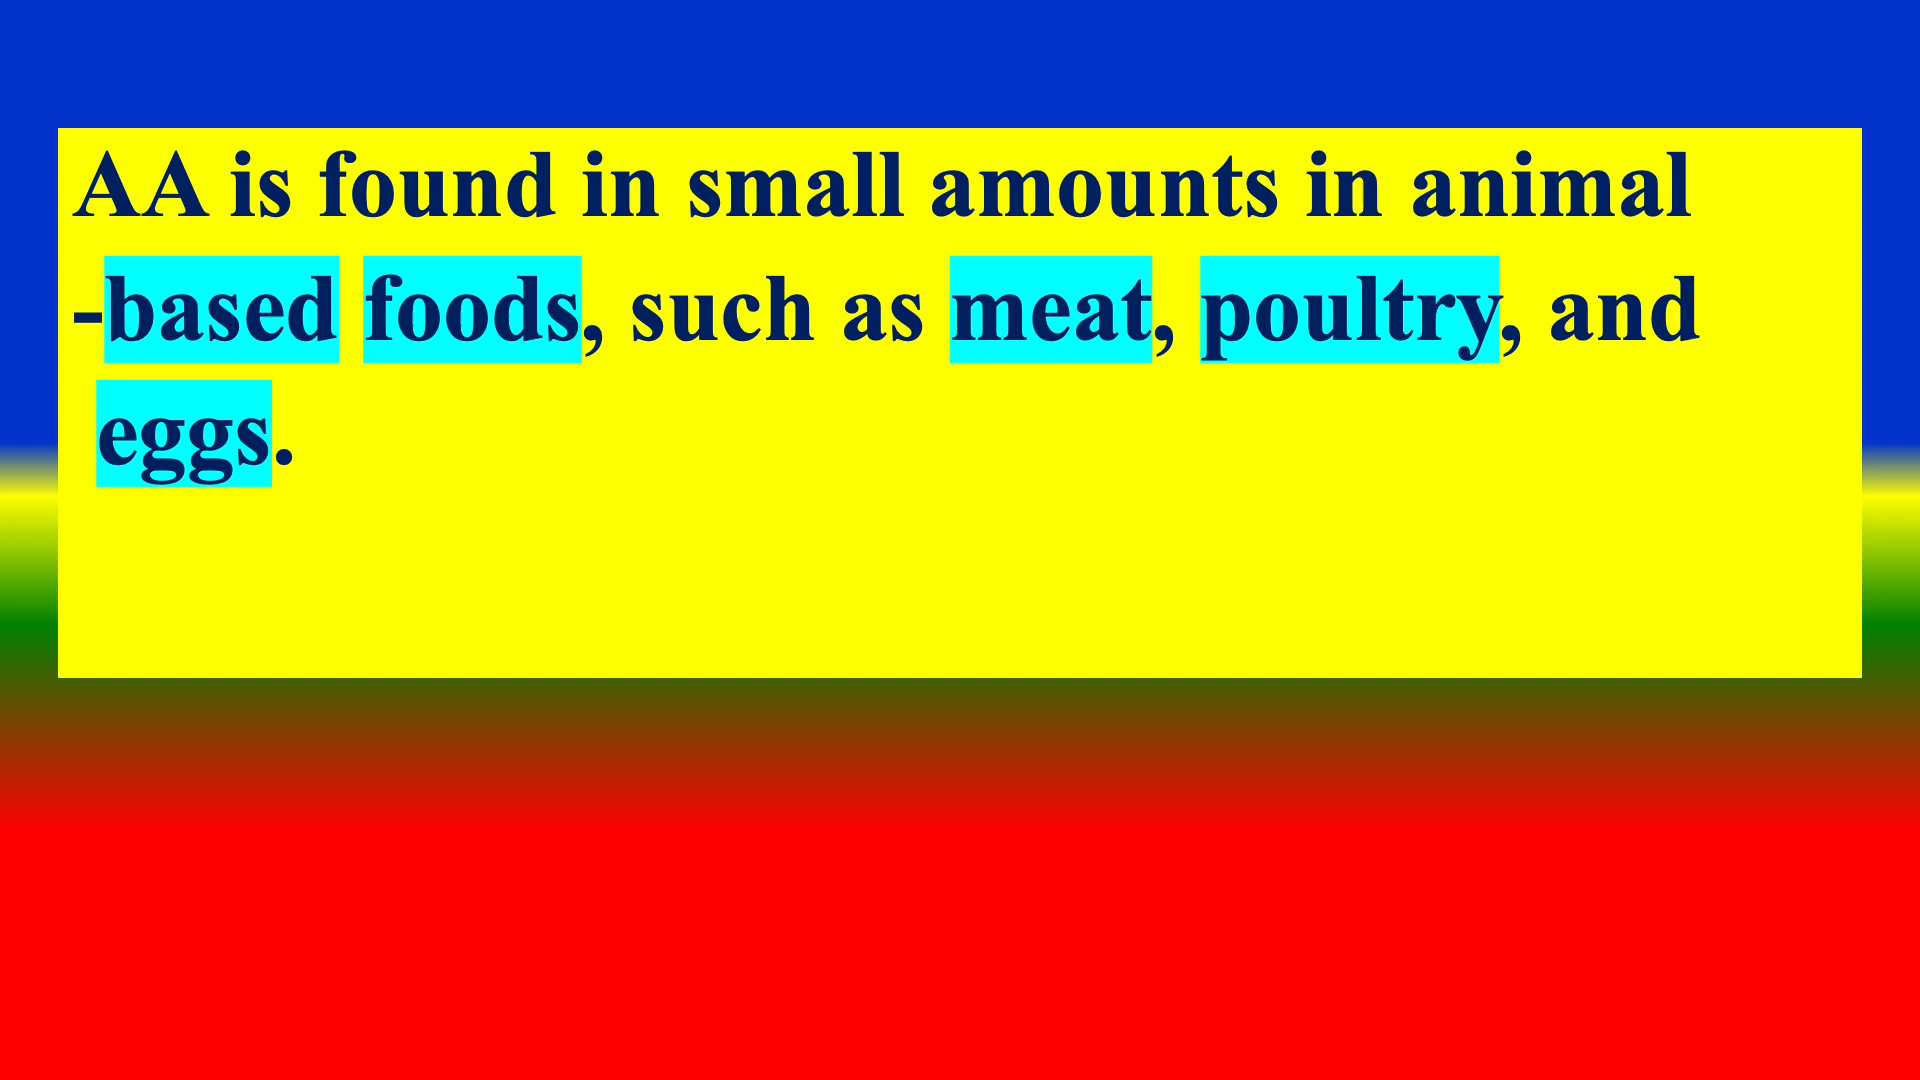 AA is found in small amounts in animal
-based foods, such as meat, poultry, and
eggs.